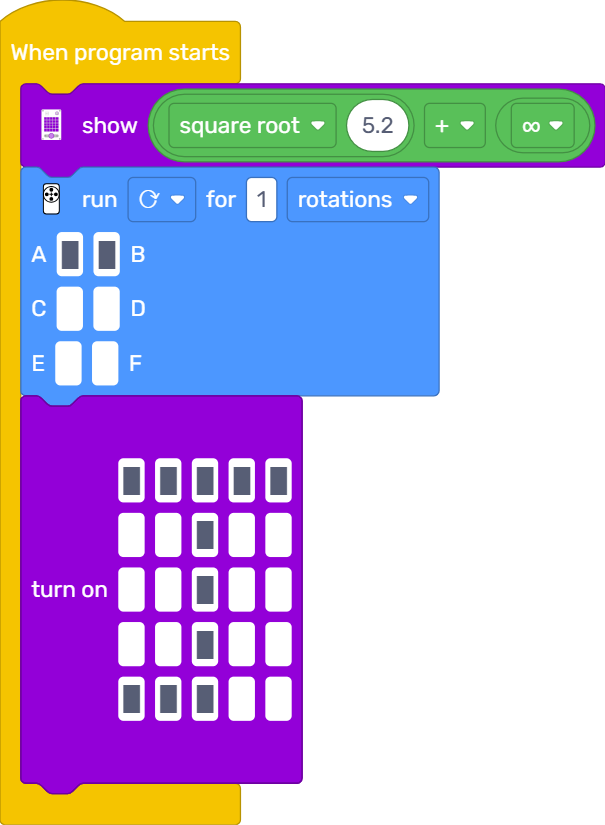 When program starts
show square root 5.2 + ∞
run for 1 rotations
A B
C D
E F
turn on